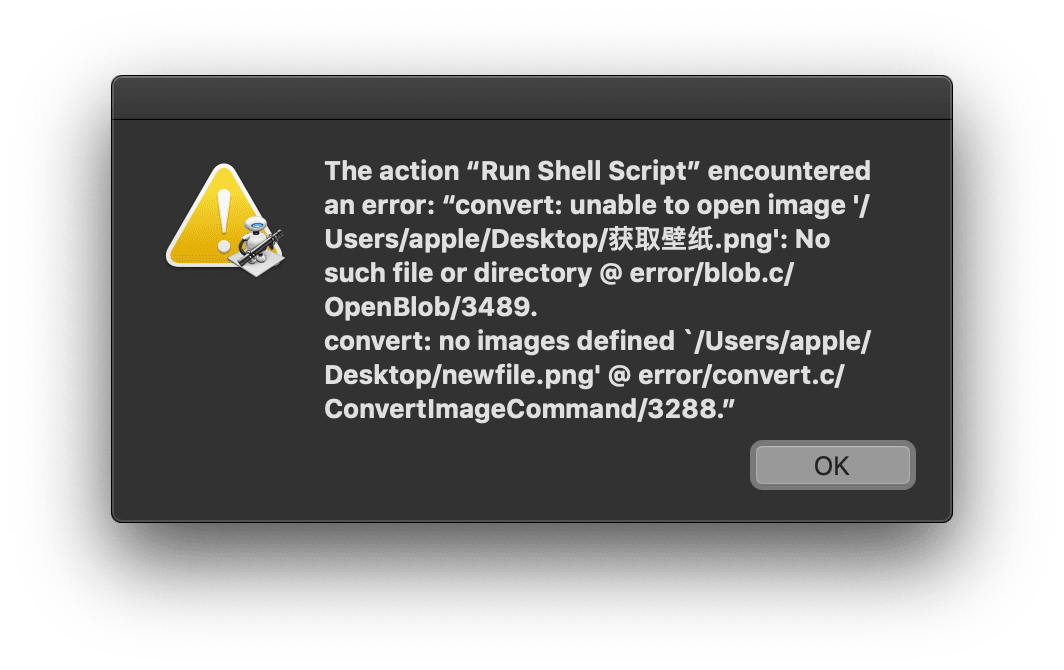 The action “Run Shell Script” encountered
an error: “convert: unable to open image '/
Users/apple/Desktop/获取壁纸.png': No
such file or directory @ error/blob.c/
OpenBlob/3489.
convert: no images defined `/Users/apple/
Desktop/newfile.png' @ error/convert.c/
ConvertImageCommand/3288.”
OK